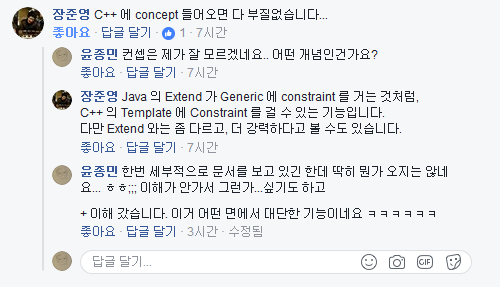 장준영 C++ 에 concept 들어오면 다 부질없습니다...
좋아요 · 답글 달기 · 1 · 7시간
윤종민 컨셉은 제가 잘 모르겠네요.. 어떤 개념인건가요?
좋아요 · 답글 달기 · 7시간
장준영 Java 의 Extend 가 Generic 에 constraint 를 거는 것처럼,
C++ 의 Template 에 Constraint 를 걸 수 있는 기능입니다.
다만 Extend 와는 좀 다르고, 더 강력하다고 볼 수도 있습니다.
좋아요 · 답글 달기 · 7시간
윤종민 한번 세부적으로 문서를 보고 있긴 한데 딱히 뭔가 오지는 않네
요... ㅎㅎ;;; 이해가 안가서 그런가...싶기도 하고
+ 이해 갔습니다. 이거 어떤 면에서 대단한 기능이네요 ㅋㅋㅋㅋㅋㅋ
좋아요 · 답글 달기 · 3시간 · 수정됨
답글 달기...
GIF